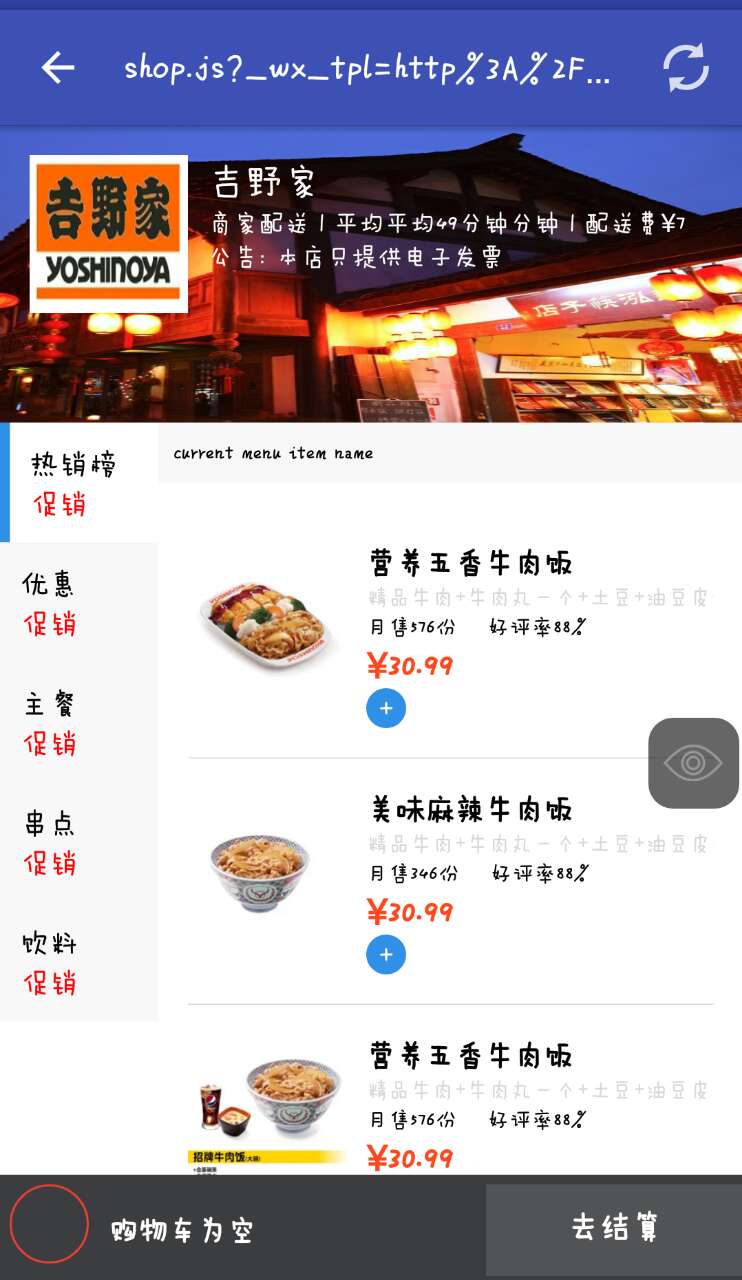 shop.js?_wx_tpl=http%3A%2F...
吉野家
YOSHINOYA
吉野家
商家配送 | 平均平均49分钟分钟 | 配送费¥7
公告: 本店只提供电子发票
热销榜
促销
优惠
促销
主餐
促销
串点
促销
饮料
促销
current menu item name
营养五香牛肉饭
精品牛肉+牛肉丸一个+土豆+油豆皮
月售576份 好评率88%
¥30.99
+
美味麻辣牛肉饭
精品牛肉+牛肉丸一个+土豆+油豆皮
月售346份 好评率88%
¥30.99
+
营养五香牛肉饭
精品牛肉+牛肉丸一个+土豆+油豆皮
月售576份 好评率88%
¥30.99
招牌牛肉饭(大碗)
购物车为空
去结算